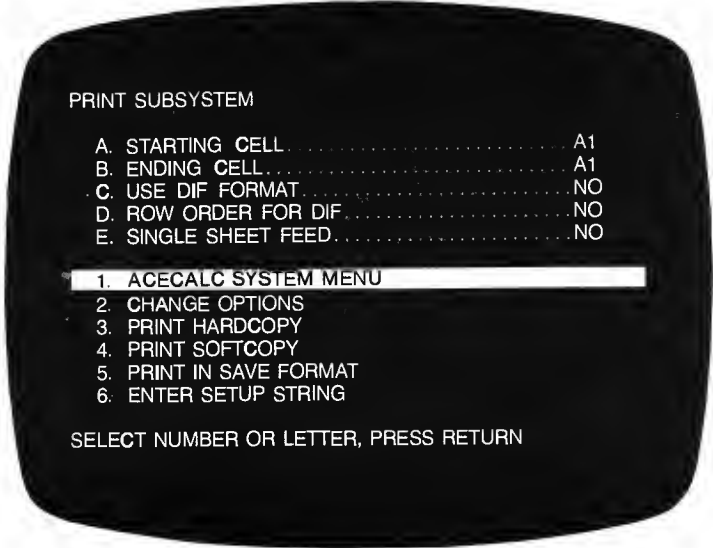 PRINT SUBSYSTEM
A. STARTING CELL............................A1
B. ENDING CELL..............................A1
C. USE DIF FORMAT...........................NO
D. ROW ORDER FOR DIF.......................NO
E. SINGLE SHEET FEED........................NO
1. ACECALC SYSTEM MENU
2. CHANGE OPTIONS
3. PRINT HARDCOPY
4. PRINT SOFTCOPY
5. PRINT IN SAVE FORMAT
6. ENTER SETUP STRING
SELECT NUMBER OR LETTER, PRESS RETURN